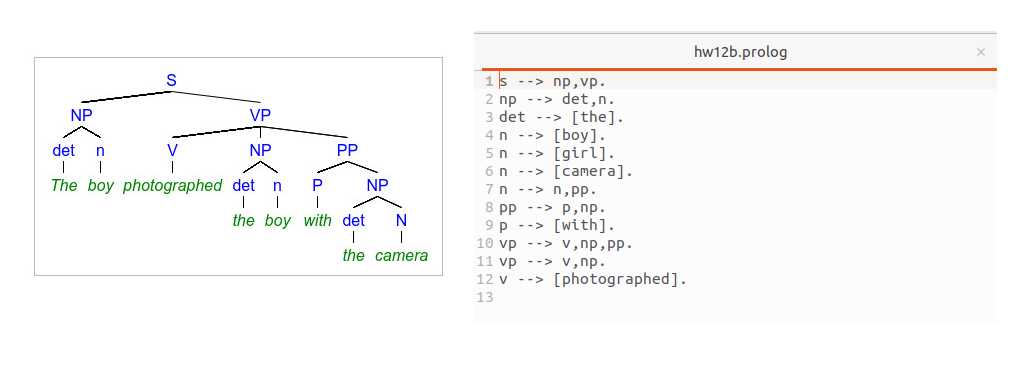 S
NP VP
det n V NP PP
The boy photographed det n P NP
the boy with det N
the camera
hw12b.prolog ×
1 s --> np,vp.
2 np --> det,n.
3 det --> [the].
4 n --> [boy].
5 n --> [girl].
6 n --> [camera].
7 n --> n,pp.
8 pp --> p,np.
9 p --> [with].
10 vp --> v,np,pp.
11 vp --> v,np.
12 v --> [photographed].
13